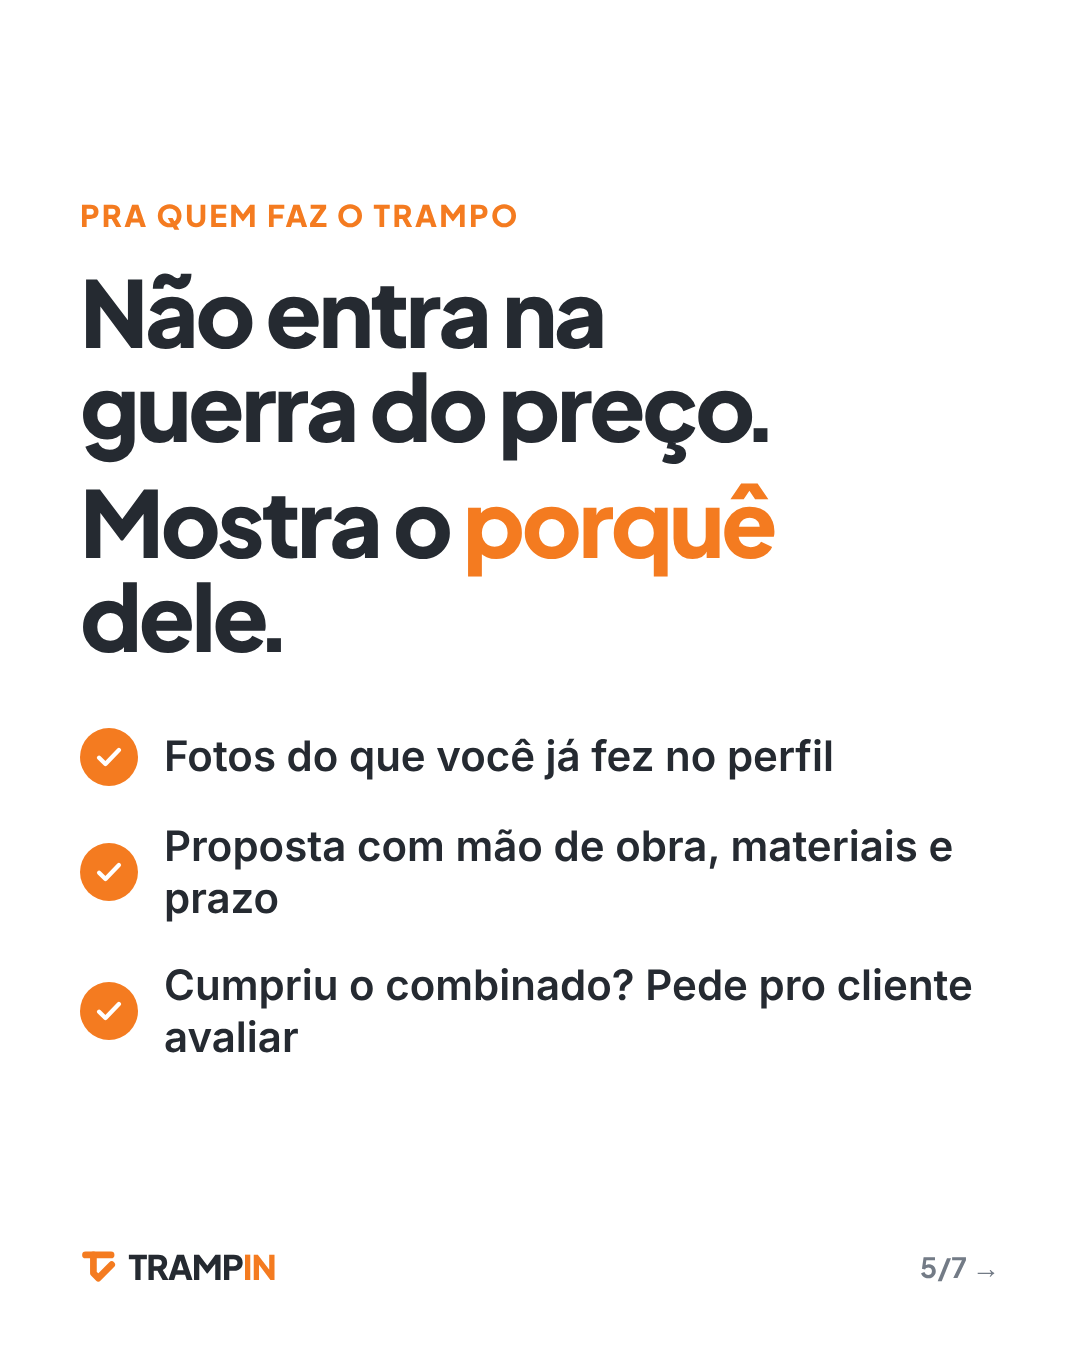 PRA QUEM FAZ O TRAMPO
Não entra na
guerra do preço.
Mostra o porquê
dele.
Fotos do que você já fez no perfil
Proposta com mão de obra, materiais e
prazo
Cumpriu o combinado? Pede pro cliente
avaliar
TRAMPIN
5/7 →